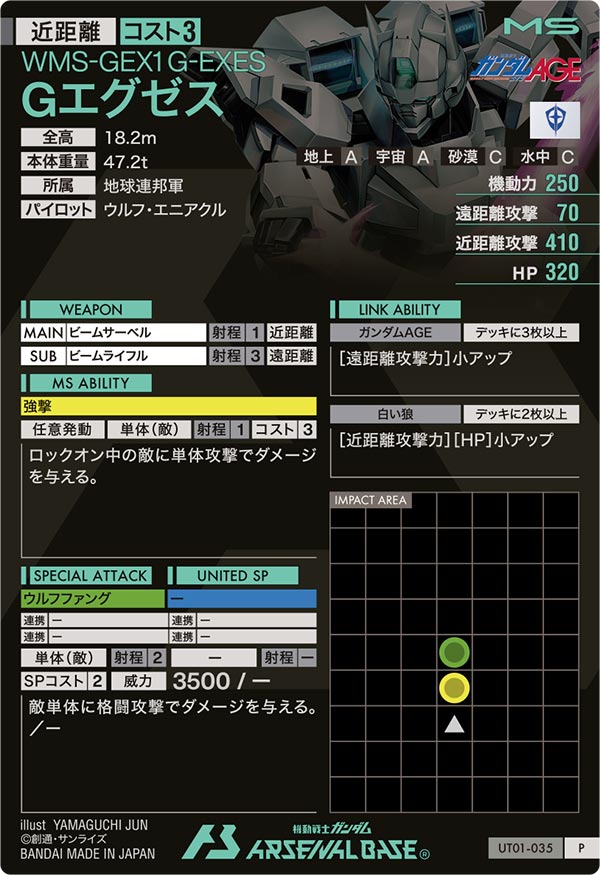 近距離 コスト3
MS
WMS-GEX1 G-EXES
Gエグゼス
ガンダムAGE
全高 18.2m
本体重量 47.2t
所属 地球連邦軍
パイロット ウルフ・エニアクル
地上 A 宇宙 A 砂漠 C 水中 C
機動力 250
遠距離攻撃 70
近距離攻撃 410
HP 320
WEAPON
MAIN ビームサーベル 射程 1 近距離
SUB ビームライフル 射程 3 遠距離
MS ABILITY
強撃
任意発動 単体(敵) 射程 1 コスト 3
ロックオン中の敵に単体攻撃でダメージ
を与える。
LINK ABILITY
ガンダムAGE デッキに3枚以上
[遠距離攻撃力]小アップ
白い狼 デッキに2枚以上
[近距離攻撃力][HP]小アップ
IMPACT AREA
SPECIAL ATTACK UNITED SP
ウルフファング ー
連携 ー 連携 ー
連携 ー 連携 ー
単体(敵) 射程 2 ー 射程 ー
SPコスト 2 威力 3500 / ー
敵単体に格闘攻撃でダメージを与える。
/ー
illust YAMAGUCHI JUN
©創通・サンライズ
BANDAI MADE IN JAPAN
機動戦士ガンダム
ARSENAL BASE®
UT01-035 P